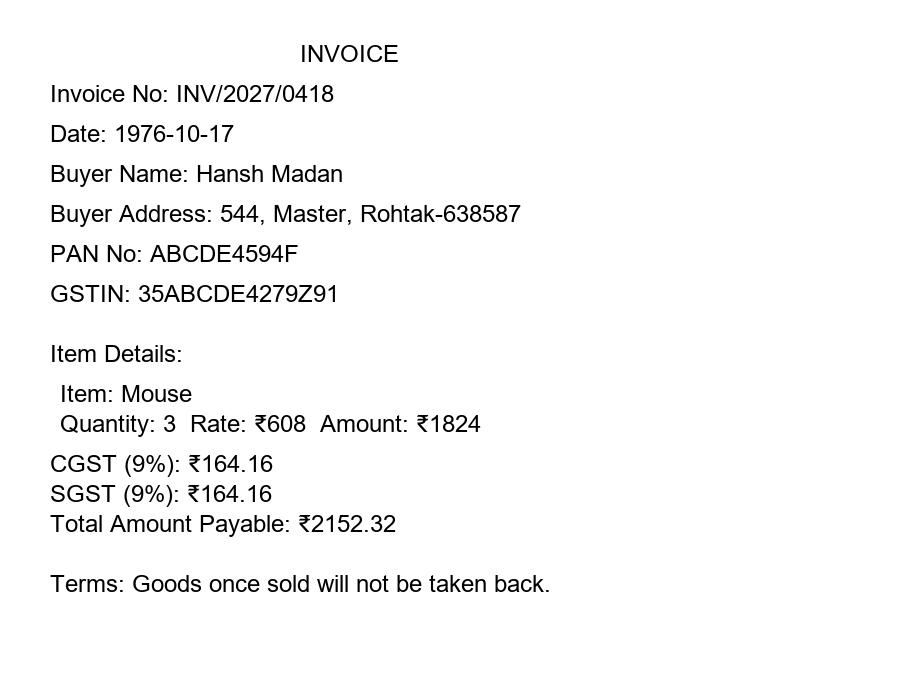 INVOICE
Invoice No: INV/2027/0418
Date: 1976-10-17
Buyer Name: Hansh Madan
Buyer Address: 544, Master, Rohtak-638587
PAN No: ABCDE4594F
GSTIN: 35ABCDE4279Z91
Item Details:
Item: Mouse
Quantity: 3  Rate: ₹608  Amount: ₹1824
CGST (9%): ₹164.16
SGST (9%): ₹164.16
Total Amount Payable: ₹2152.32
Terms: Goods once sold will not be taken back.